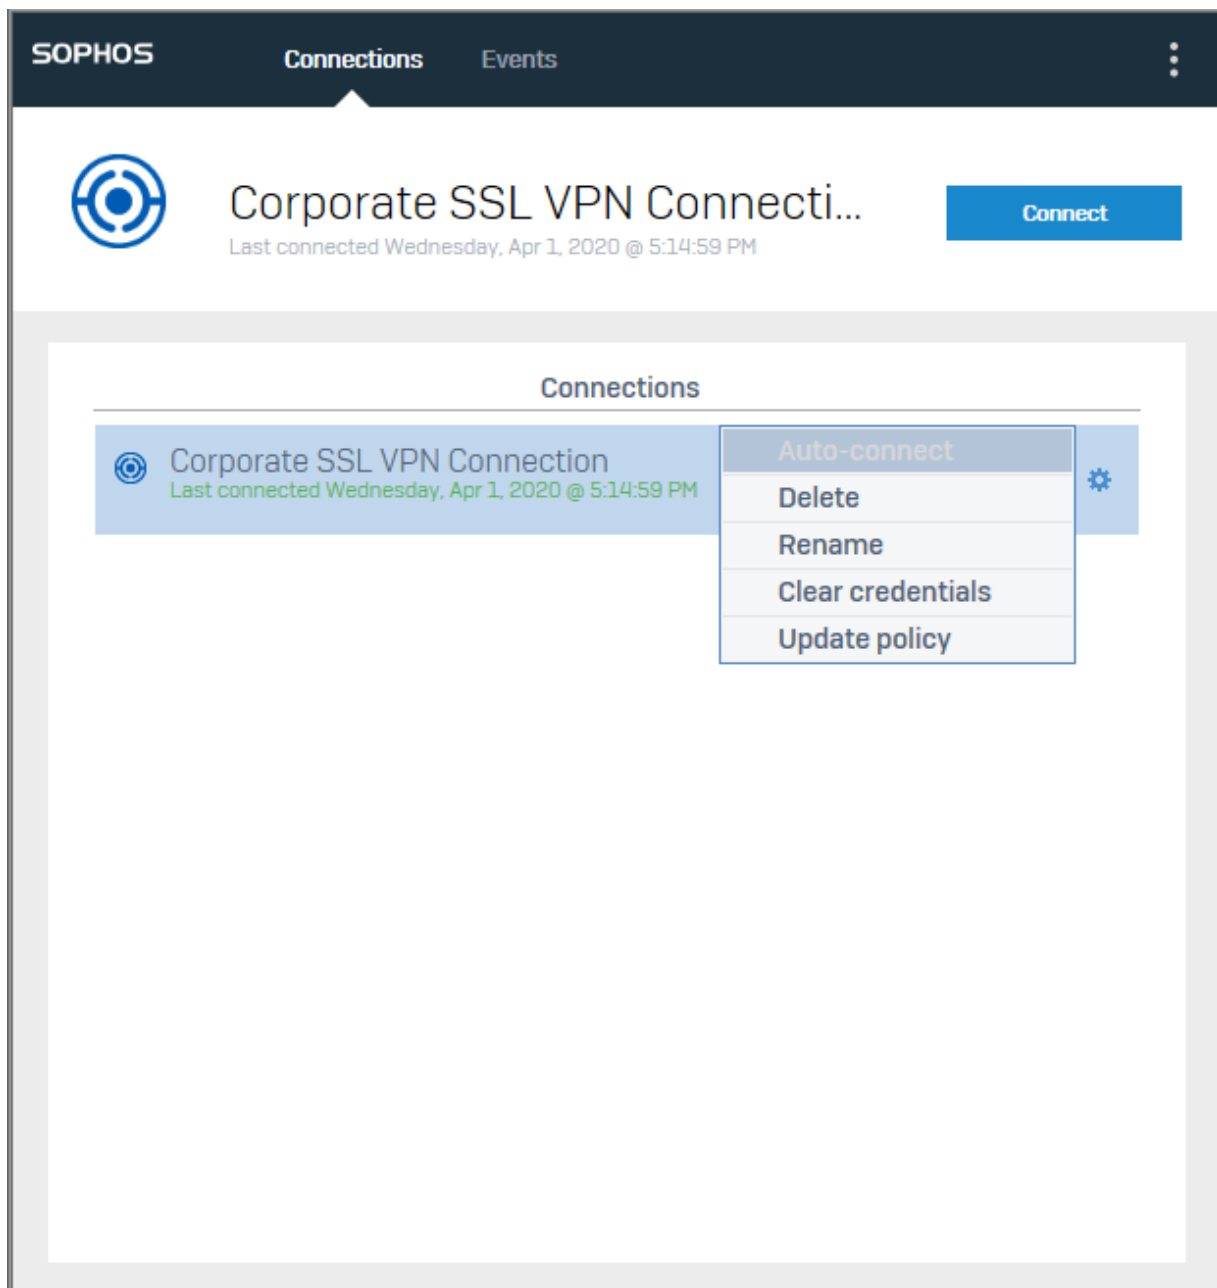 SOPHOS
Connections
Events
Corporate SSL VPN Connecti...
Connect
Last connected Wednesday, Apr 1, 2020 @ 5:14:59 PM
Connections
Corporate SSL VPN Connection
Last connected Wednesday, Apr 1, 2020 @ 5:14:59 PM
Auto-connect
Delete
Rename
Clear credentials
Update policy